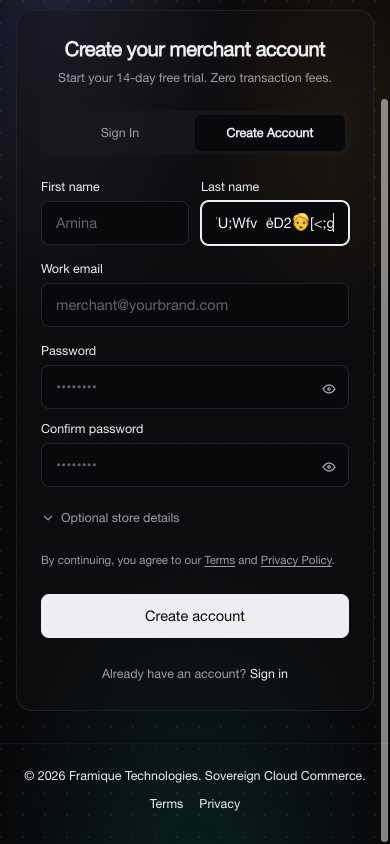 Create your merchant account
Start your 14-day free trial. Zero transaction fees.
Sign In
Create Account
First name
Last name
Amina
Work email
merchant@yourbrand.com
Password
••••••••
Confirm password
••••••••
Optional store details
By continuing, you agree to our Terms and Privacy Policy.
Create account
Already have an account? Sign in
© 2026 Framique Technologies. Sovereign Cloud Commerce.
Terms Privacy